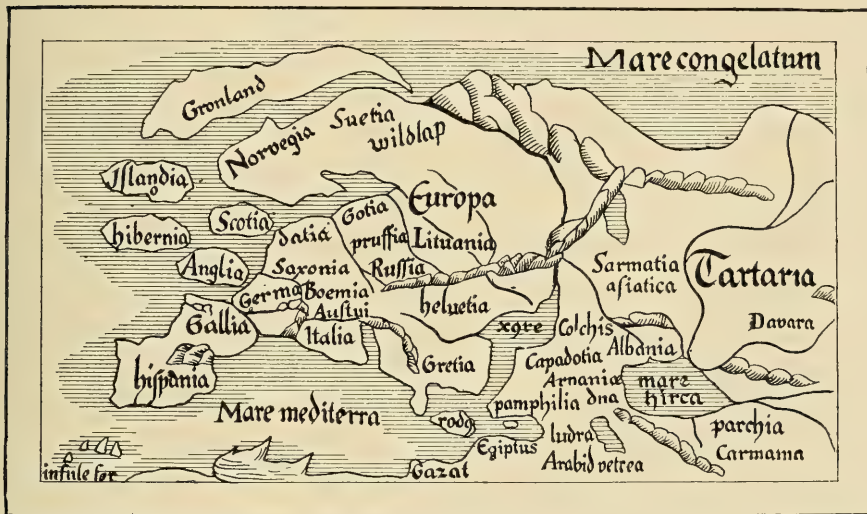 Mare congelatum
Gronland
Norvegia
Suetia
wildlap
Islandia
Scotia
hibernia
Anglia
Europa
Gotia
prussia
Lituania
Russia
datia
Saxonia
Germa
Boemia
Austui
helvetia
Gallia
Italia
hispania
Gretia
Mare mediterra
rodo
Egiptus
Gazat
insule for
xgre
Colchis
Capadotia
Albania
Arnaniæ
pamphilia
dna
mare
hirca
Sarmatia
asiatica
Tartaria
Davara
parchia
Carmama
ludra
Arabid vetrea